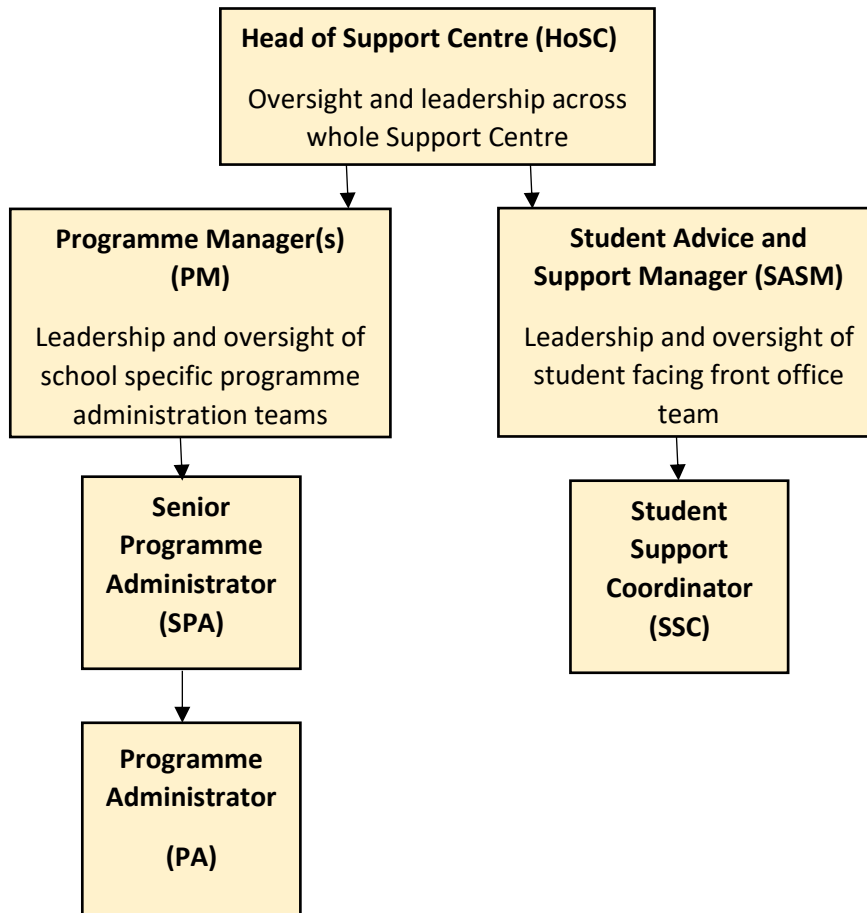 Head of Support Centre (HoSC)
Oversight and leadership across
whole Support Centre
Programme Manager(s)
(PM)
Leadership and oversight of
school specific programme
administration teams
Student Advice and
Support Manager (SASM)
Leadership and oversight of
student facing front office
team
Senior
Programme
Administrator
(SPA)
Student
Support
Coordinator
(SSC)
Programme
Administrator
(PA)